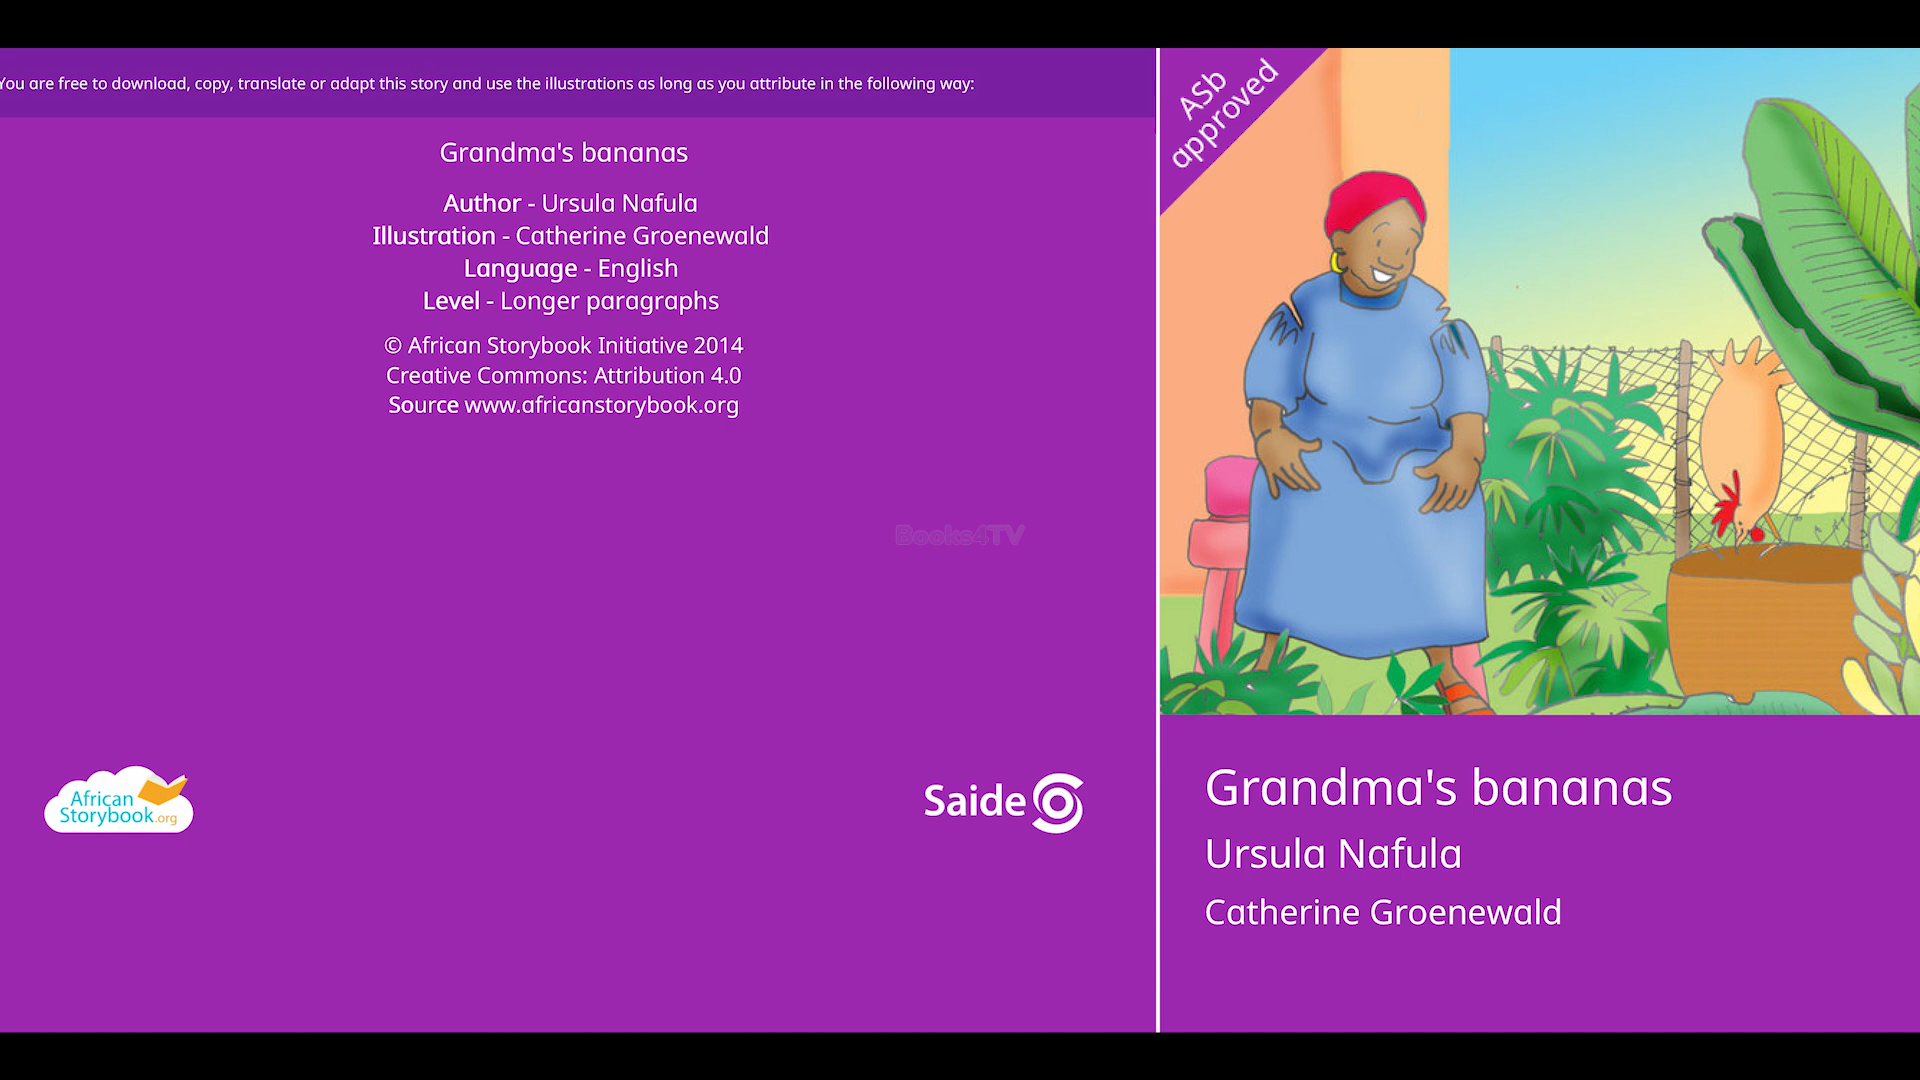 You are free to download, copy, translate or adapt this story and use the illustrations as long as you attribute in the following way:
Grandma's bananas
Author - Ursula Nafula
Illustration - Catherine Groenewald
Language - English
Level - Longer paragraphs
© African Storybook Initiative 2014
Creative Commons: Attribution 4.0
Source www.africanstorybook.org
Books4TV
African
Storybook.org
Saide
ASb
approved
Grandma's bananas
Ursula Nafula
Catherine Groenewald